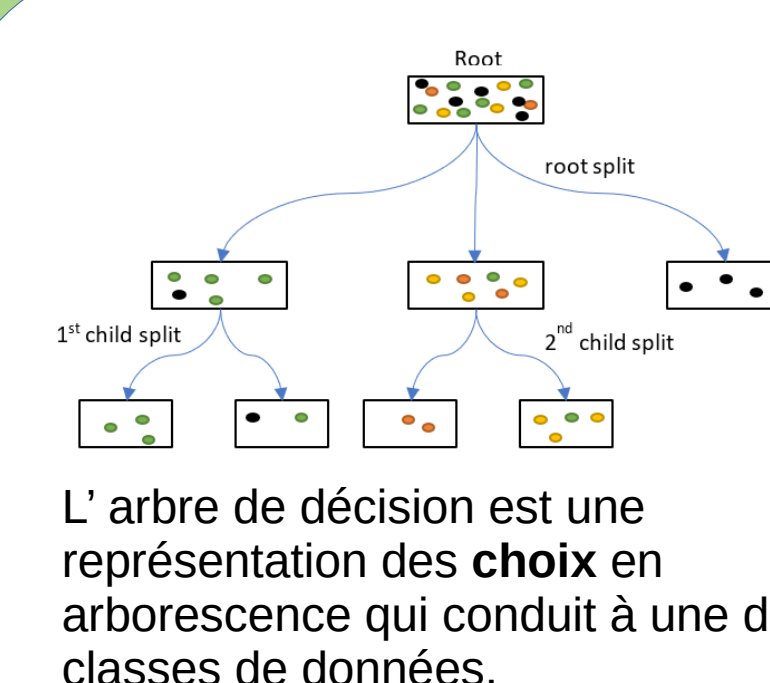 Root
root split
1st child split
2nd child split
L’ arbre de décision est une
représentation des choix en
arborescence qui conduit à une d
classes de données.